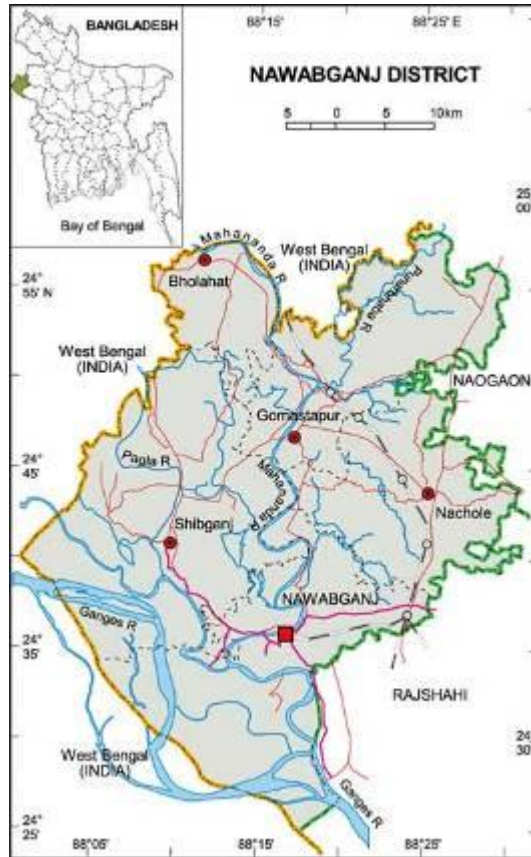 88° 15'
88° 25' E
BANGLADESH
NAWABGANJ DISTRICT
5 0 5 10km
Bay of Bengal
25°
00'
Mahananda R
West Bengal
(INDIA)
Punarbhaba R
24°
55' N
Bholahat
West Bengal
(INDIA)
NAOGAON
Gomastapur
24°
45'
Pagla R
Mahananda R
Nachole
Shibganj
NAWABGANJ
Ganges R
24°
35'
RAJSHAHI
West Bengal
(INDIA)
24°
30'
Ganges R
24°
25'
88° 05'
88° 15'
88° 25'